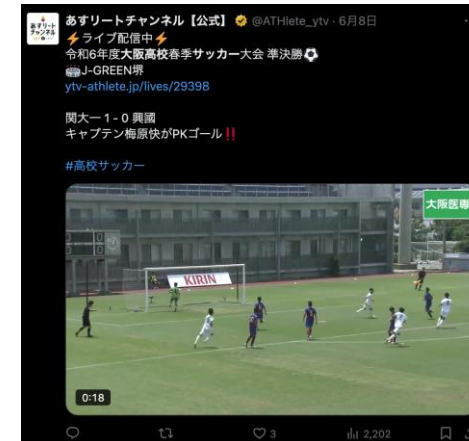 あすリートチャンネル【公式】 @ATHlete_ytv · 6月8日
⚡ライブ配信中⚡
令和6年度大阪高校春季サッカー大会 準決勝⚽
🏟J-GREEN堺
ytv-athlete.jp/lives/29398
関大一 1 - 0 興國
キャプテン梅原快がPKゴール‼
#高校サッカー
大阪医専
KIRIN
0:18
3
2,202